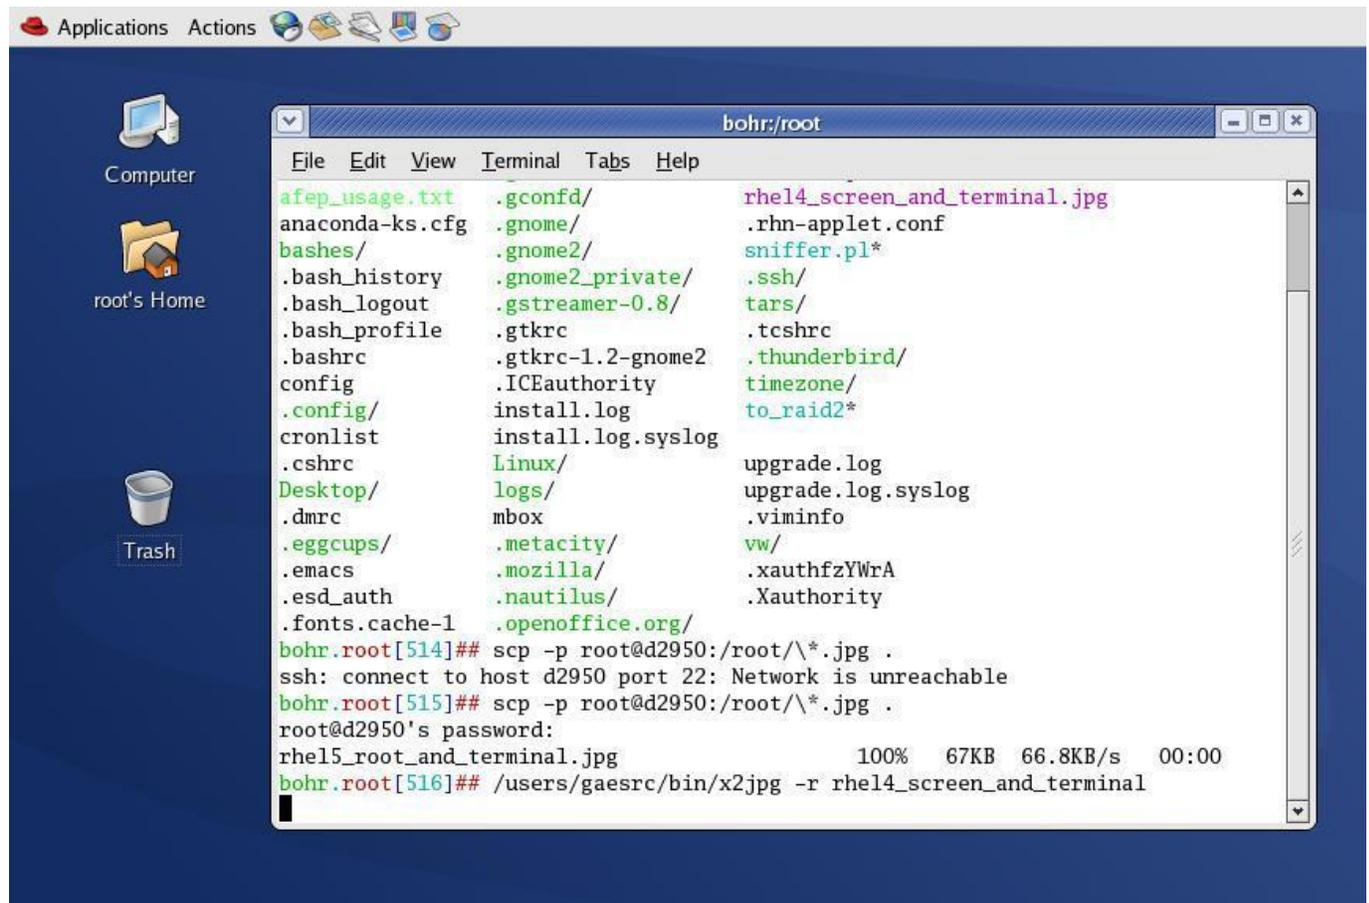 Applications Actions
Computer
root's Home
Trash
bohr:/root
File Edit View Terminal Tabs Help
afep_usage.txt .gconfd/ rhel4_screen_and_terminal.jpg
anaconda-ks.cfg .gnome/ .rhn-applet.conf
bashes/ .gnome2/ sniffer.pl*
.bash_history .gnome2_private/ .ssh/
.bash_logout .gstreamer-0.8/ tars/
.bash_profile .gtkrc .tcshrc
.bashrc .gtkrc-1.2-gnome2 .thunderbird/
config .ICEauthority timezone/
.config/ install.log to_raid2*
cronlist install.log.syslog
.cshrc Linux/ upgrade.log
Desktop/ logs/ upgrade.log.syslog
.dmrc mbox .viminfo
.eggcups/ .metacity/ vw/
.emacs .mozilla/ .xauthfzYWrA
.esd_auth .nautilus/ .Xauthority
.fonts.cache-1 .openoffice.org/
bohr.root[514]## scp -p root@d2950:/root/\*.jpg .
ssh: connect to host d2950 port 22: Network is unreachable
bohr.root[515]## scp -p root@d2950:/root/\*.jpg .
root@d2950's password:
rhel5_root_and_terminal.jpg 100% 67KB 66.8KB/s 00:00
bohr.root[516]## /users/gaesrc/bin/x2jpg -r rhel4_screen_and_terminal